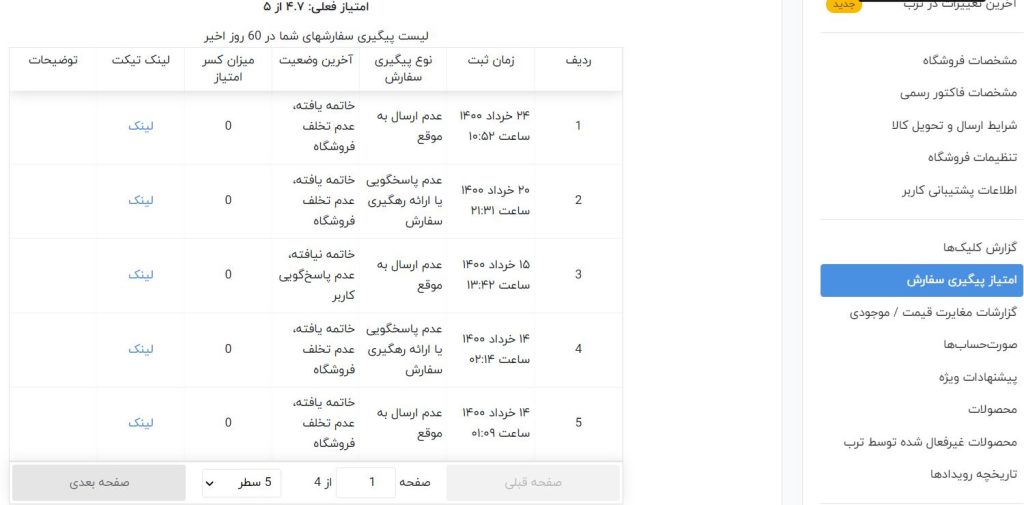 آخرین تغییرات در ترب
جدید
مشخصات فروشگاه
مشخصات فاکتور رسمی
شرایط ارسال و تحویل کالا
تنظیمات فروشگاه
اطلاعات پشتیبانی کاربر
گزارش کلیک‌ها
امتیاز پیگیری سفارش
گزارشات مغایرت قیمت / موجودی
صورت‌حساب‌ها
پیشنهادات ویژه
محصولات
محصولات غیرفعال شده توسط ترب
تاریخچه رویدادها
امتیاز فعلی: ۴.۷ از ۵
لیست پیگیری سفارشهای شما در 60 روز اخیر
ردیف
زمان ثبت
نوع پیگیری
سفارش
آخرین وضعیت
میزان کسر
امتیاز
لینک تیکت
توضیحات
1
۲۴ خرداد ۱۴۰۰
ساعت ۱۰:۵۲
عدم ارسال به
موقع
خاتمه یافته،
عدم تخلف
فروشگاه
0
لینک
2
۲۰ خرداد ۱۴۰۰
ساعت ۲۱:۳۱
عدم پاسخگویی
یا ارائه رهگیری
سفارش
خاتمه یافته،
عدم تخلف
فروشگاه
0
لینک
3
۱۵ خرداد ۱۴۰۰
ساعت ۱۳:۴۲
عدم ارسال به
موقع
خاتمه نیافته،
عدم پاسخ‌گویی
کاربر
0
لینک
4
۱۴ خرداد ۱۴۰۰
ساعت ۰۲:۱۴
عدم پاسخگویی
یا ارائه رهگیری
سفارش
خاتمه یافته،
عدم تخلف
فروشگاه
0
لینک
5
۱۴ خرداد ۱۴۰۰
ساعت ۰۱:۰۹
عدم ارسال به
موقع
خاتمه یافته،
عدم تخلف
فروشگاه
0
لینک
صفحه قبلی
صفحه 1 از 4
5 سطر
صفحه بعدی